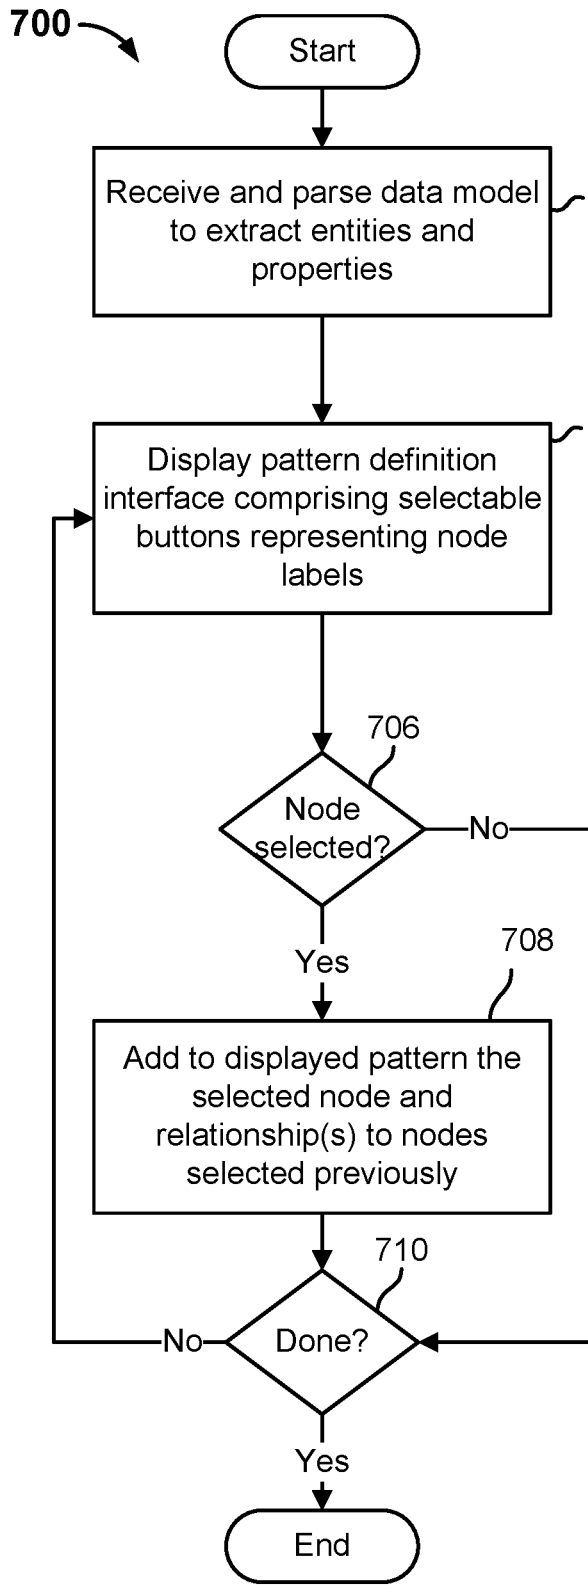 700
Start
Receive and parse data model
to extract entities and
properties
Display pattern definition
interface comprising selectable
buttons representing node
labels
706
Node
selected?
No
Yes
708
Add to displayed pattern the
selected node and
relationship(s) to nodes
selected previously
710
Done?
No
Yes
End